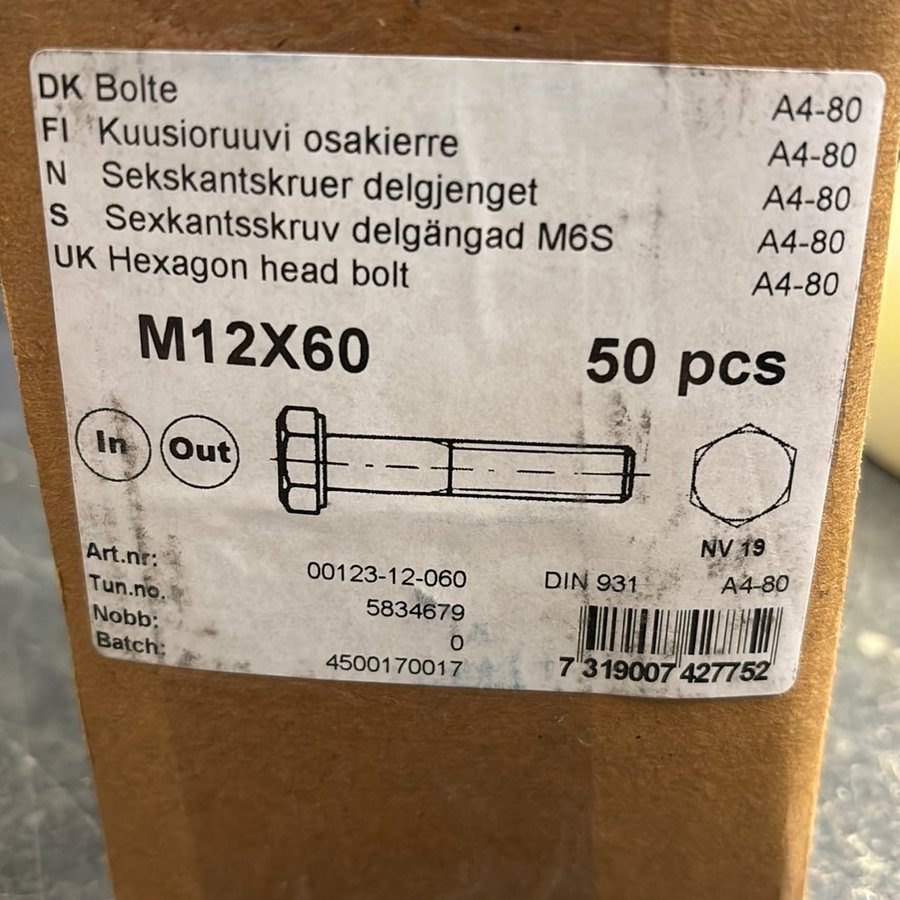 DK Bolte A4-80
FI Kuusioruuvi osakierre A4-80
N Sekskantskruer delgjenget A4-80
S Sexkantsskruv delgängad M6S A4-80
UK Hexagon head bolt A4-80
M12X60 50 pcs
In Out
NV 19
Art.nr: 00123-12-060 DIN 931 A4-80
Tun.no. 5834679
Nobb: 0
Batch: 4500170017
7 319007 427752